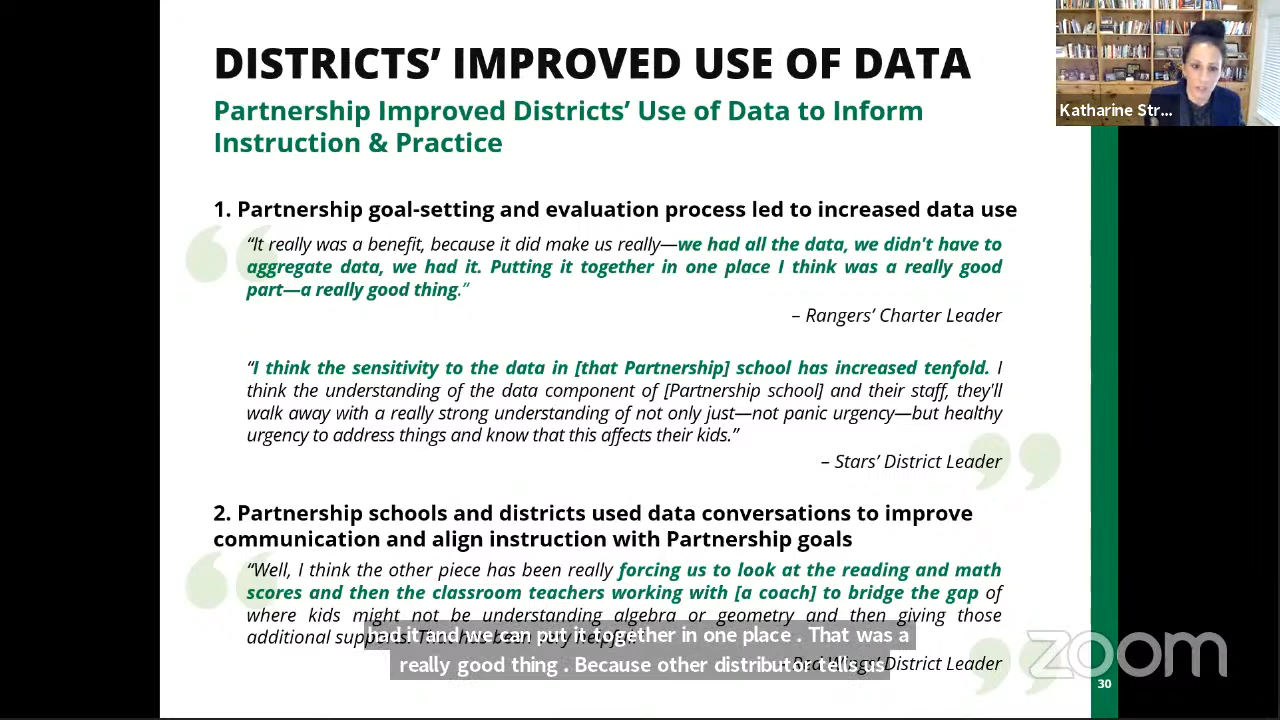 DISTRICTS’ IMPROVED USE OF DATA
Partnership Improved Districts’ Use of Data to Inform
Instruction & Practice
Katharine Str...
1. Partnership goal-setting and evaluation process led to increased data use
“It really was a benefit, because it did make us really—we had all the data, we didn't have to
aggregate data, we had it. Putting it together in one place I think was a really good
part—a really good thing.”
– Rangers’ Charter Leader
“I think the sensitivity to the data in [that Partnership] school has increased tenfold. I
think the understanding of the data component of [Partnership school] and their staff, they'll
walk away with a really strong understanding of not only just—not panic urgency—but healthy
urgency to address things and know that this affects their kids.”
– Stars’ District Leader
2. Partnership schools and districts used data conversations to improve
communication and align instruction with Partnership goals
“Well, I think the other piece has been really forcing us to look at the reading and math
scores and then the classroom teachers working with [a coach] to bridge the gap of
where kids might not be understanding algebra or geometry and then giving those
additional
had it and we can put it together in one place . That was a
really good thing . Because other distributor tells us
District Leader
zoom
30